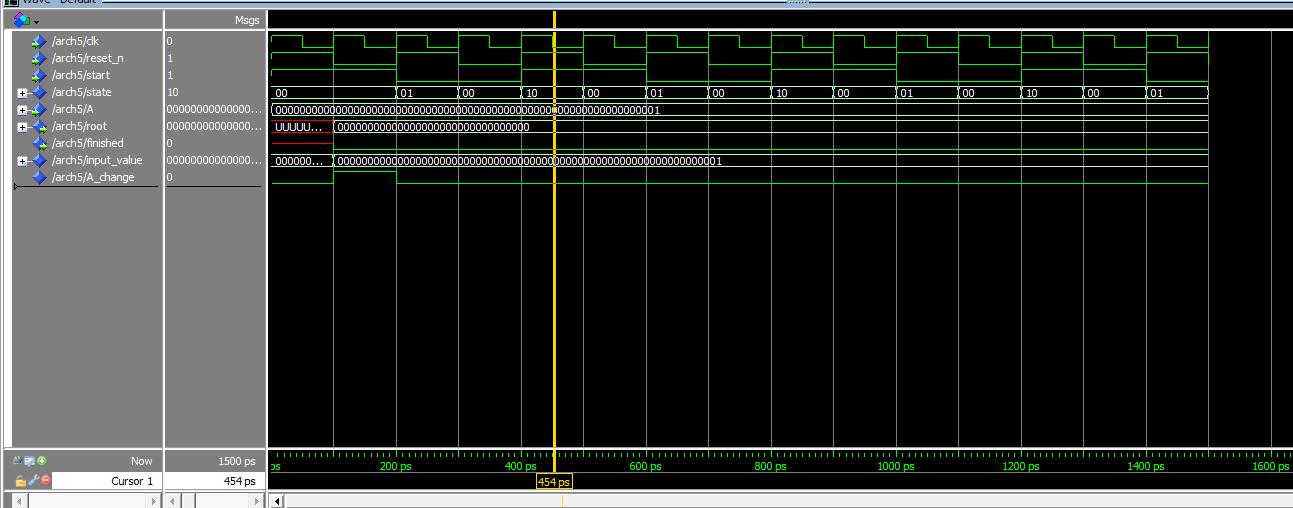 Wave - Default
Msgs
/arch5/clk 0
/arch5/reset_n 1
/arch5/start 1
/arch5/state 10 00 01 00 10 00 01 00 10 00 01 00 10 00 01
/arch5/A 00000000000000...
/arch5/root 00000000000000... UUUUU... 00000000000000000000000000000000
/arch5/finished 0
/arch5/input_value 00000000000000... 000000...
/arch5/A_change 0
Now 1500 ps ps 200 ps 400 ps 600 ps 800 ps 1000 ps 1200 ps 1400 ps 1600 ps
Cursor 1 454 ps 454 ps